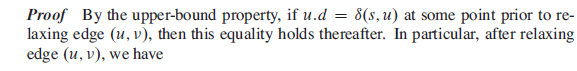 Proof By the upper-bound property, if u.d = δ(s, u) at some point prior to re-
laxing edge (u, v), then this equality holds thereafter. In particular, after relaxing
edge (u, v), we have